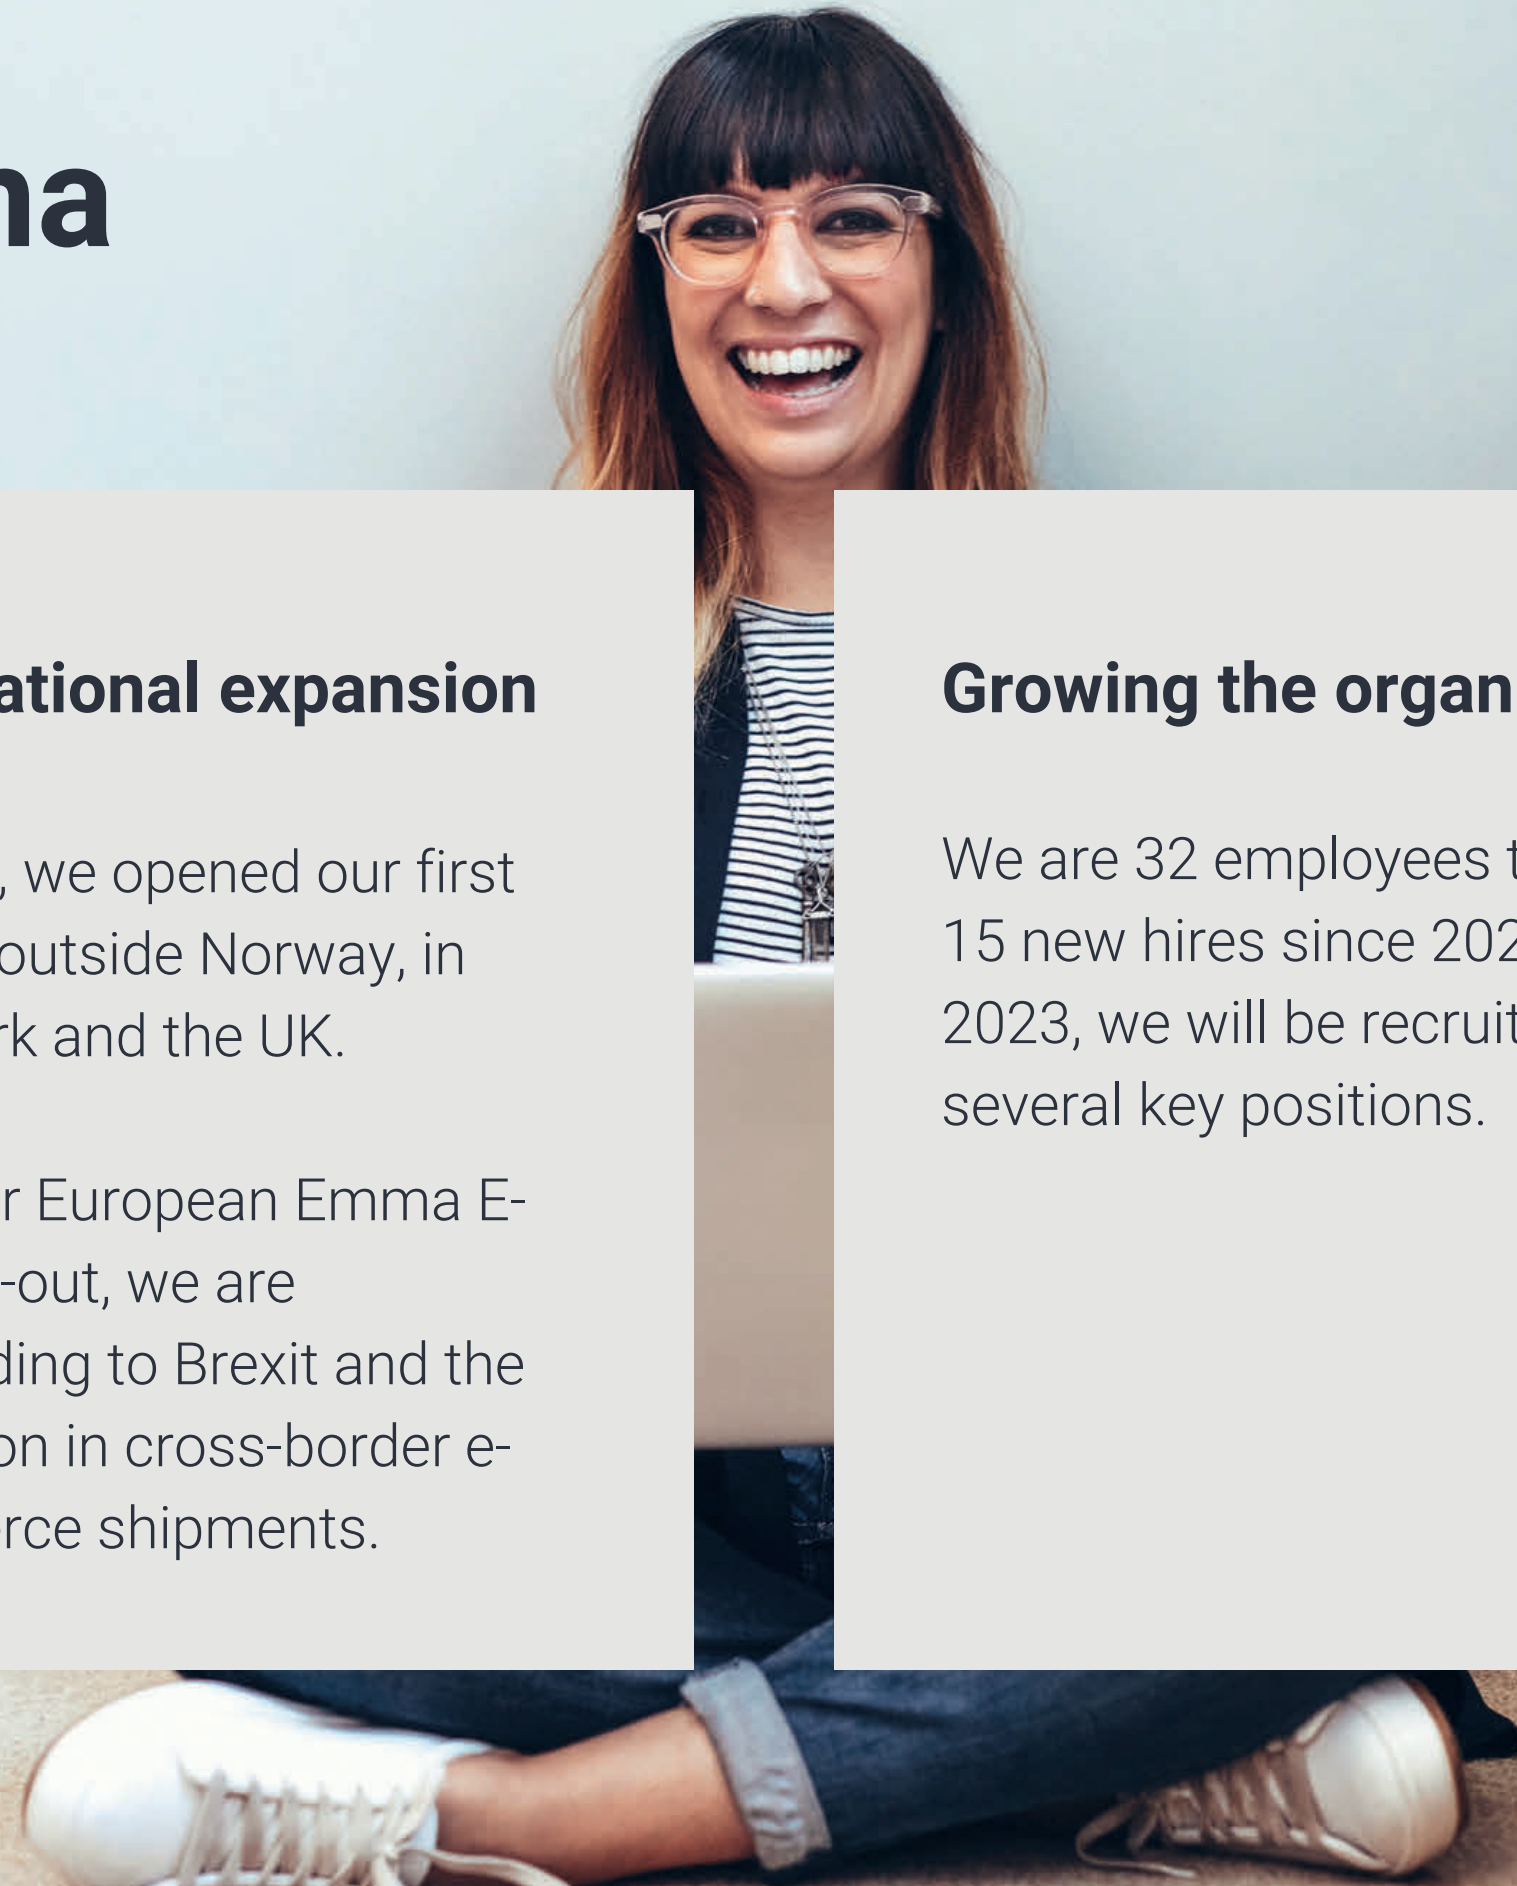 na
ational expansion
, we opened our first
outside Norway, in
rk and the UK.
r European Emma E-
-out, we are
ding to Brexit and the
on in cross-border e-
rce shipments.
Growing the organ
We are 32 employees t
15 new hires since 202
2023, we will be recruit
several key positions.